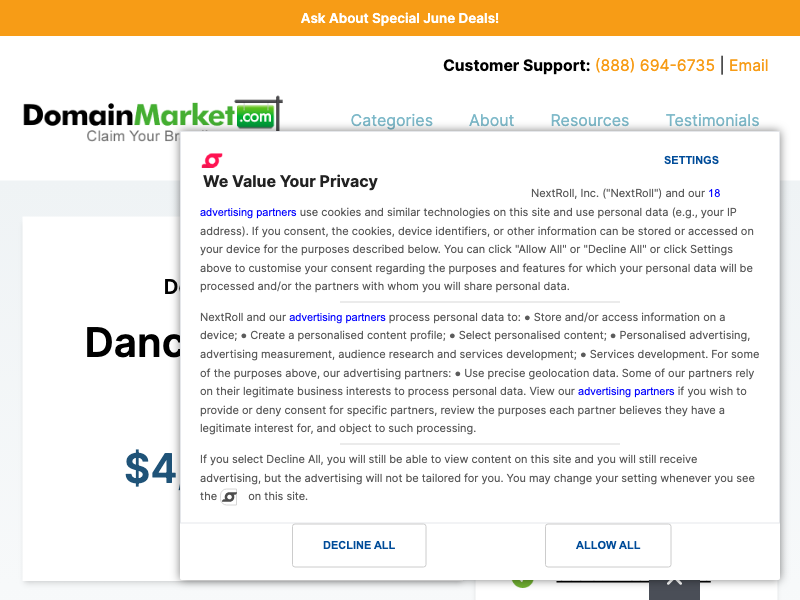 Ask About Special June Deals!
Customer Support: (888) 694-6735 | Email
DomainMarket.com
Claim Your
Categories About Resources Testimonials
SETTINGS
We Value Your Privacy
NextRoll, Inc. ("NextRoll") and our 18
advertising partners use cookies and similar technologies on this site and use personal data (e.g., your IP
address). If you consent, the cookies, device identifiers, or other information can be stored or accessed on
your device for the purposes described below. You can click "Allow All" or "Decline All" or click Settings
above to customise your consent regarding the purposes and features for which your personal data will be
processed and/or the partners with whom you will share personal data.
NextRoll and our advertising partners process personal data to: ● Store and/or access information on a
device; ● Create a personalised content profile; ● Select personalised content; ● Personalised advertising,
advertising measurement, audience research and services development; ● Services development. For some
of the purposes above, our advertising partners: ● Use precise geolocation data. Some of our partners rely
on their legitimate business interests to process personal data. View our advertising partners if you wish to
provide or deny consent for specific partners, review the purposes each partner believes they have a
legitimate interest for, and object to such processing.
If you select Decline All, you will still be able to view content on this site and you will still receive
advertising, but the advertising will not be tailored for you. You may change your setting whenever you see
the on this site.
DECLINE ALL ALLOW ALL
Danc
$4,